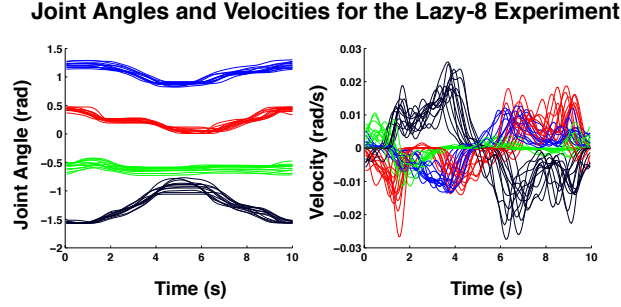 Joint Angles and Velocities for the Lazy-8 Experiment
Joint Angle (rad)
1.5
1
0.5
0
−0.5
−1
−1.5
−2
0 2 4 6 8 10
Time (s)
Velocity (rad/s)
0.03
0.02
0.01
0
−0.01
−0.02
−0.03
0 2 4 6 8 10
Time (s)